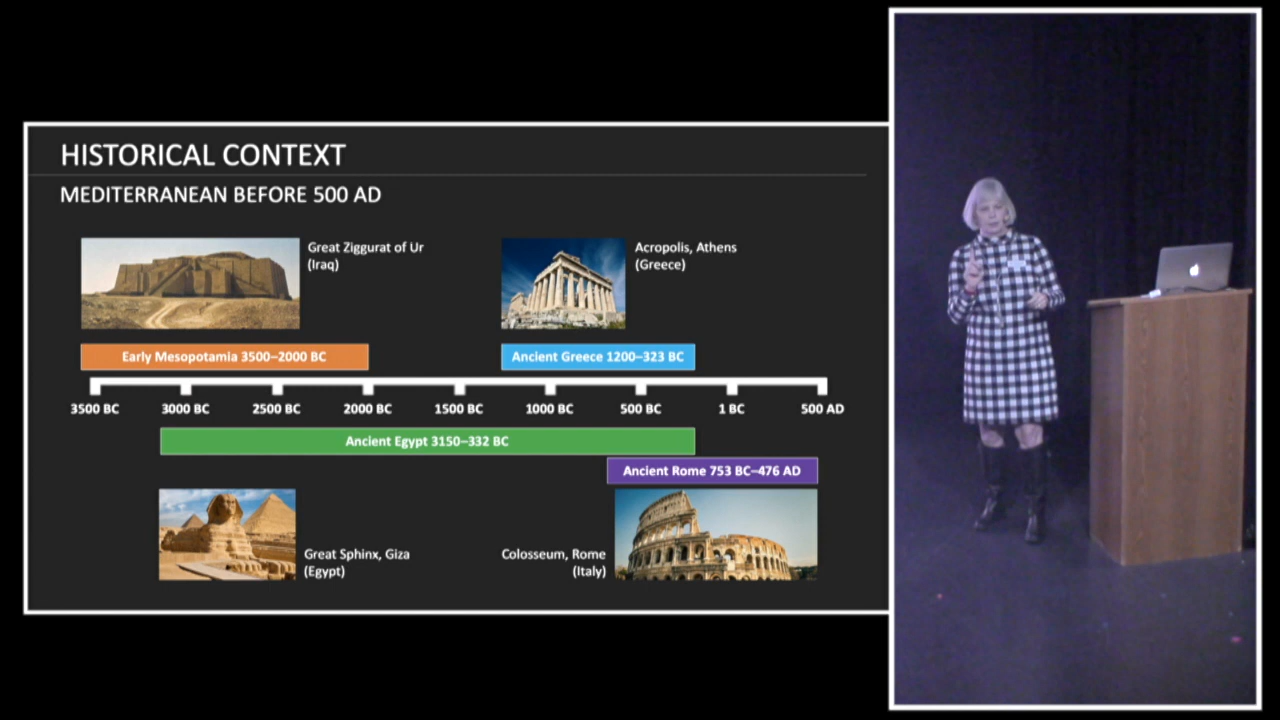 HISTORICAL CONTEXT
MEDITERRANEAN BEFORE 500 AD
Great Ziggurat of Ur
(Iraq)
Acropolis, Athens
(Greece)
Early Mesopotamia 3500–2000 BC
Ancient Greece 1200–323 BC
3500 BC
3000 BC
2500 BC
2000 BC
1500 BC
1000 BC
500 BC
1 BC
500 AD
Ancient Egypt 3150–332 BC
Ancient Rome 753 BC–476 AD
Great Sphinx, Giza
(Egypt)
Colosseum, Rome
(Italy)